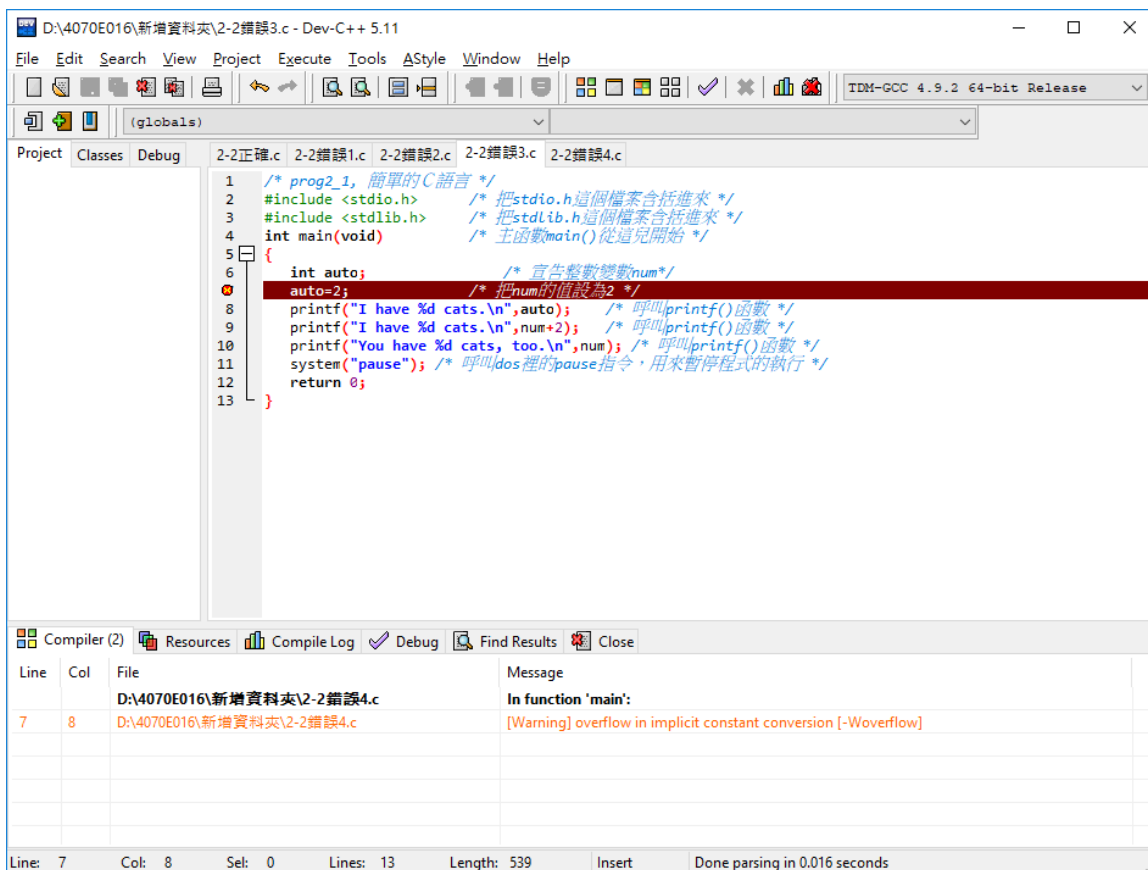 D:\4070E016\新增資料夾\2-2錯誤3.c - Dev-C++ 5.11
File Edit Search View Project Execute Tools AStyle Window Help
TDM-GCC 4.9.2 64-bit Release
(globals)
Project Classes Debug 2-2正確.c 2-2錯誤1.c 2-2錯誤2.c 2-2錯誤3.c 2-2錯誤4.c
1 /* prog2_1, 簡單的C語言 */
2 #include <stdio.h> /* 把stdio.h這個檔案含括進來 */
3 #include <stdlib.h> /* 把stdlib.h這個檔案含括進來 */
4 int main(void) /* 主函數main()從這兒開始 */
5 {
6 int auto; /* 宣告整數變數num*/
auto=2; /* 把num的值設為2 */
8 printf("I have %d cats.\n",auto); /* 呼叫printf()函數 */
9 printf("I have %d cats.\n",num+2); /* 呼叫printf()函數 */
10 printf("You have %d cats, too.\n",num); /* 呼叫printf()函數 */
11 system("pause"); /* 呼叫dos裡的pause指令，用來暫停程式的執行 */
12 return 0;
13 }
Compiler (2) Resources Compile Log Debug Find Results Close
Line Col File Message
D:\4070E016\新增資料夾\2-2錯誤4.c In function 'main':
7 8 D:\4070E016\新增資料夾\2-2錯誤4.c [Warning] overflow in implicit constant conversion [-Woverflow]
Line: 7 Col: 8 Sel: 0 Lines: 13 Length: 539 Insert Done parsing in 0.016 seconds